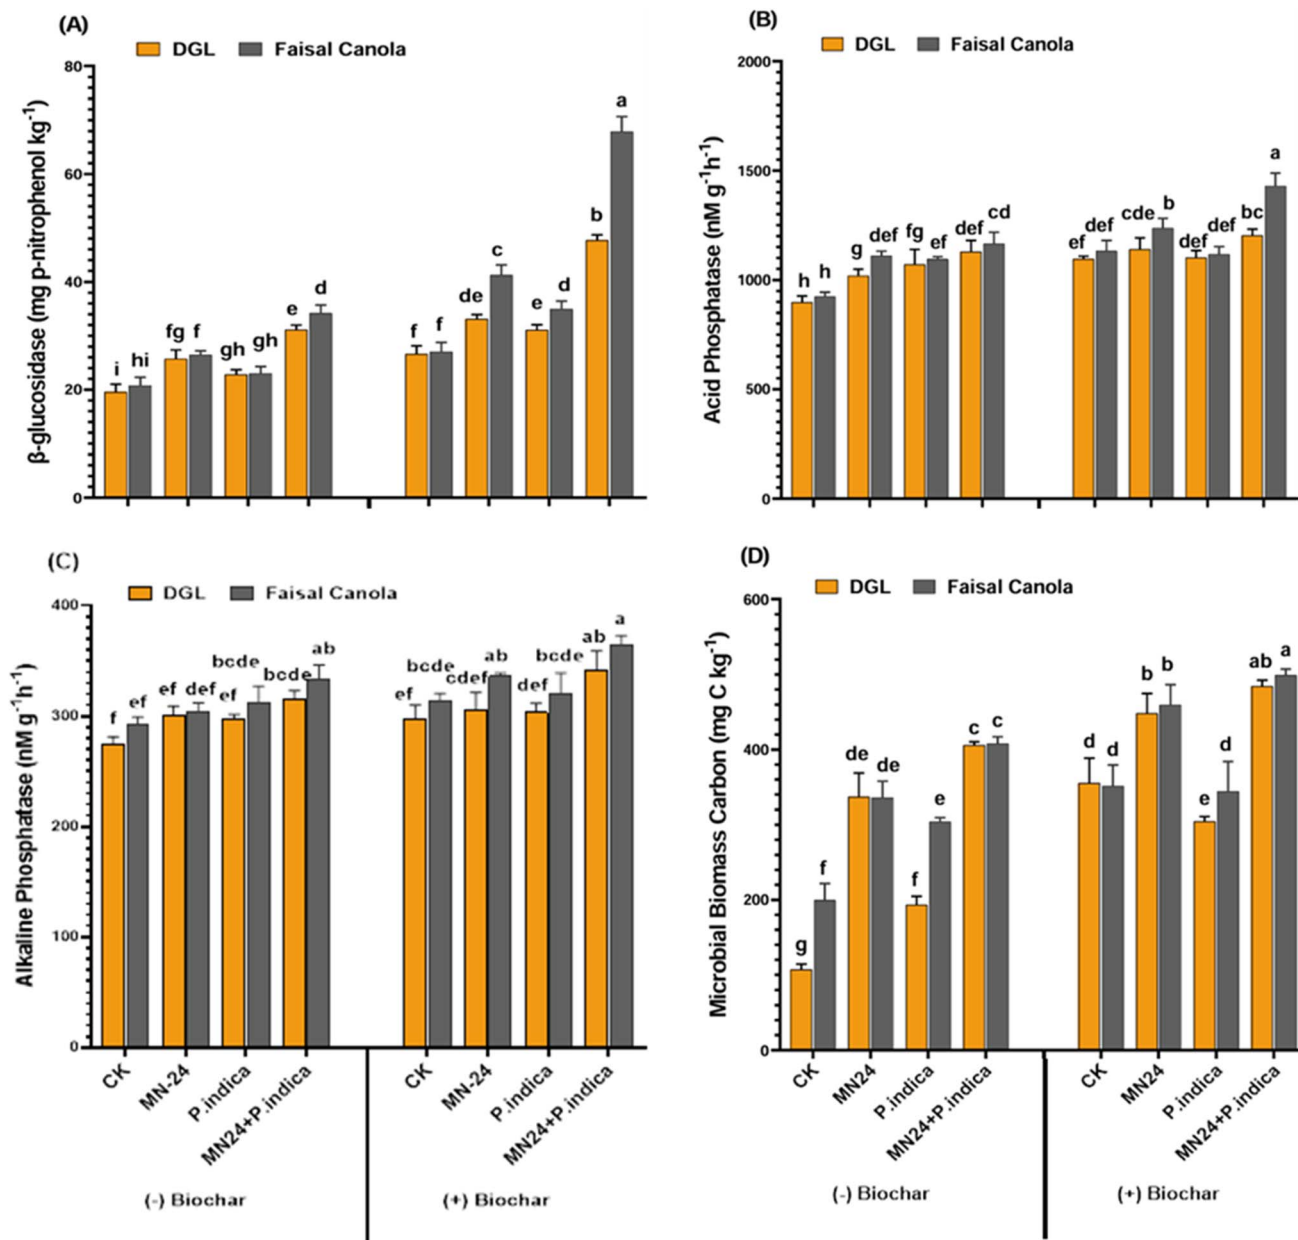 (A)
DGL Faisal Canola
β-glucosidase (mg p-nitrophenol kg-1)
80
60
40
20
0
i hi fg f gh gh e d f f de c e d b a
(B)
DGL Faisal Canola
Acid Phosphatase (nM g-1h-1)
2000
1500
1000
500
0
h h g def fg ef def cd ef def cde b def def bc a
(C)
DGL Faisal Canola
Alkaline Phosphatase (nM g-1h-1)
400
300
200
100
0
f ef ef def ef bcde bcde ab ef bcde cdef ab def bcde ab a
CK MN-24 P.indica MN24+P.indica CK MN-24 P.indica MN24+P.indica
(-) Biochar (+) Biochar
(D)
DGL Faisal Canola
Microbial Biomass Carbon (mg C kg-1)
600
400
200
0
g f de de f e c c d d b b e d ab a
CK MN24 P.indica MN24+P.indica CK MN24 P.indica MN24+P.indica
(-) Biochar (+) Biochar